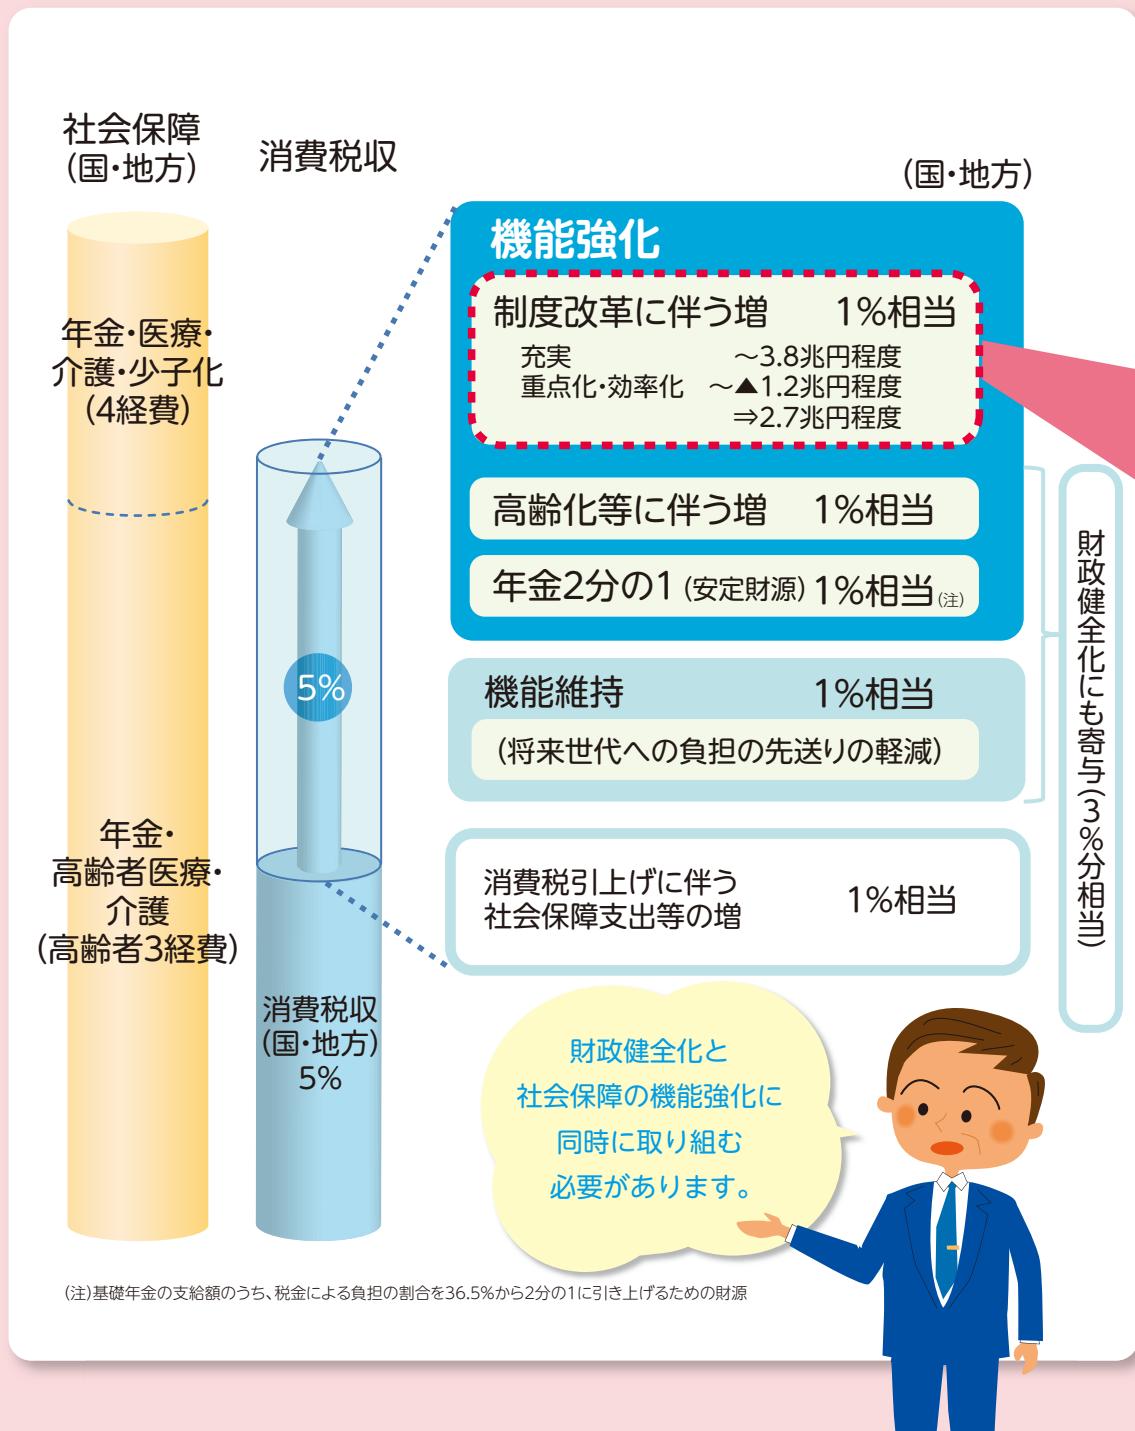 社会保障
(国・地方)
消費税収
(国・地方)
年金・医療・
介護・少子化
(4経費)
年金・
高齢者医療・
介護
(高齢者3経費)
5%
消費税収
(国・地方)
5%
機能強化
制度改革に伴う増 1%相当
充実 ～3.8兆円程度
重点化・効率化 ～▲1.2兆円程度
⇒2.7兆円程度
高齢化等に伴う増 1%相当
年金2分の1(安定財源)1%相当(注)
機能維持 1%相当
(将来世代への負担の先送りの軽減)
消費税引上げに伴う
社会保障支出等の増 1%相当
財政健全化にも寄与(3%分相当)
財政健全化と
社会保障の機能強化に
同時に取り組む
必要があります。
(注)基礎年金の支給額のうち、税金による負担の割合を36.5%から2分の1に引き上げるための財源